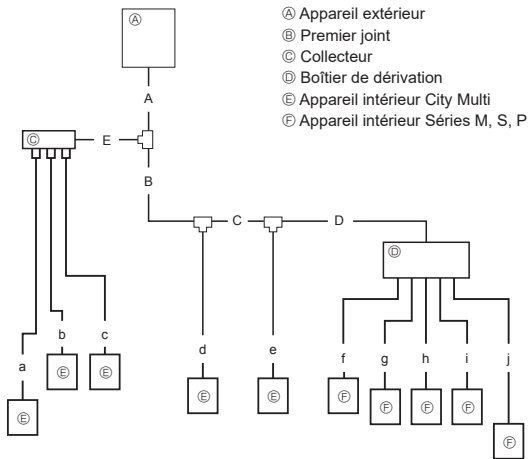 Ⓐ Appareil extérieur
Ⓑ Premier joint
Ⓒ Collecteur
Ⓓ Boîtier de dérivation
Ⓔ Appareil intérieur City Multi
Ⓕ Appareil intérieur Séries M, S, P
Ⓐ
A
Ⓒ
E
B
C
D
Ⓓ
a
b
c
d
e
f
g
h
i
j
Ⓔ
Ⓔ
Ⓔ
Ⓔ
Ⓔ
Ⓕ
Ⓕ
Ⓕ
Ⓕ
Ⓕ